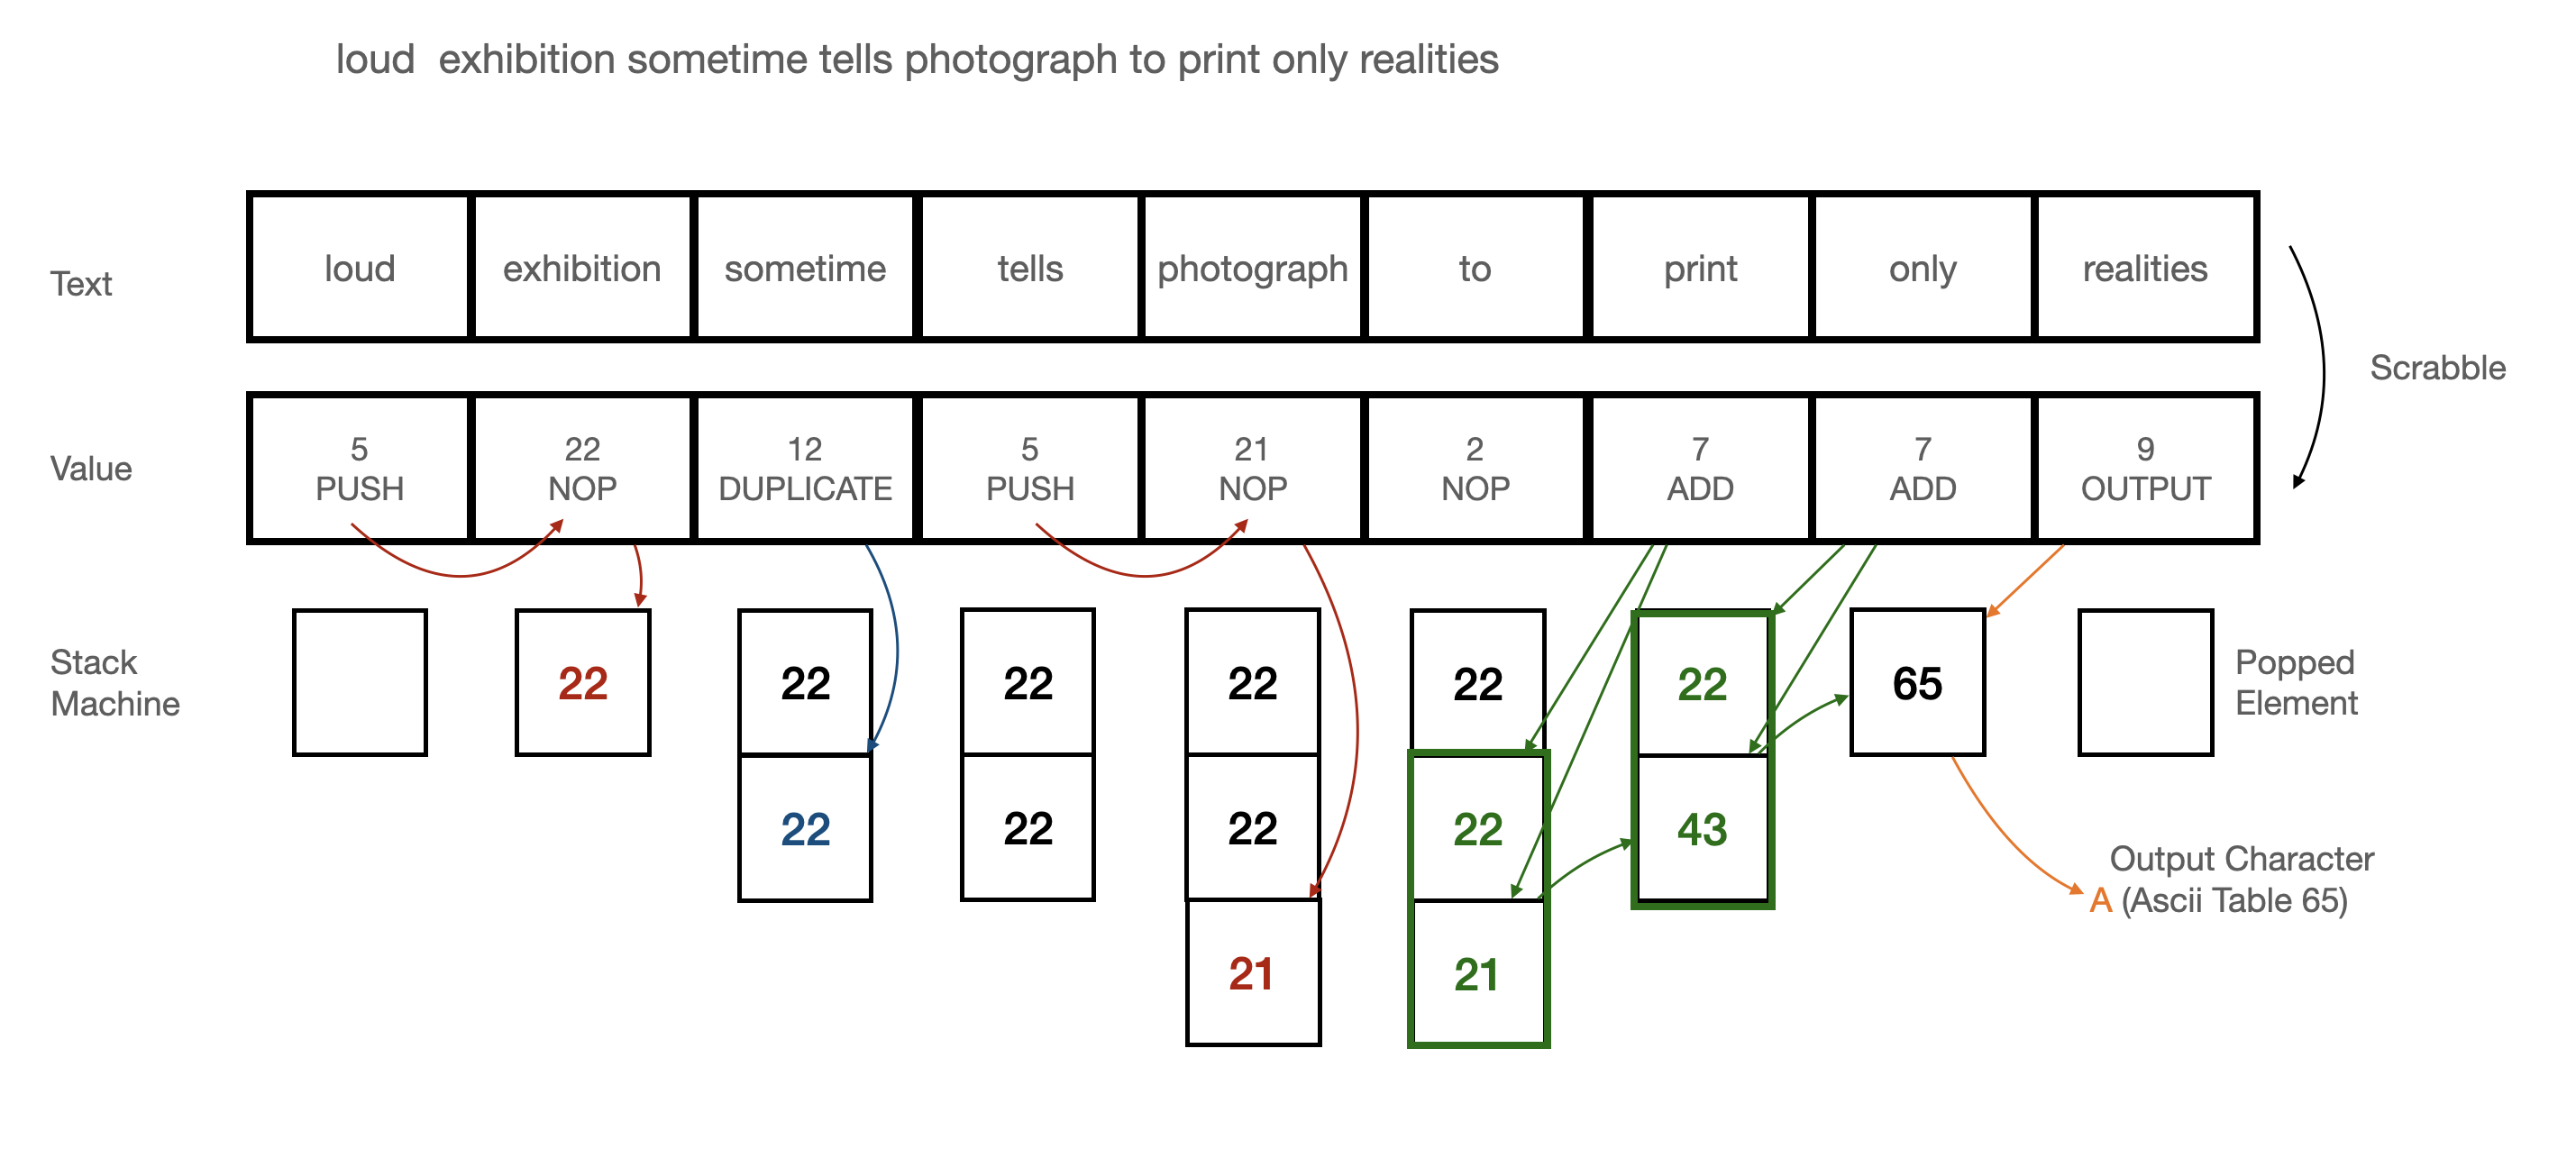 loud  exhibition sometime tells photograph to print only realities
Text
loud
exhibition
sometime
tells
photograph
to
print
only
realities
Scrabble
Value
5
PUSH
22
NOP
12
DUPLICATE
5
PUSH
21
NOP
2
NOP
7
ADD
7
ADD
9
OUTPUT
Stack
Machine
22
22
22
22
22
22
22
21
22
22
21
22
43
65
Popped
Element
Output Character
A (Ascii Table 65)